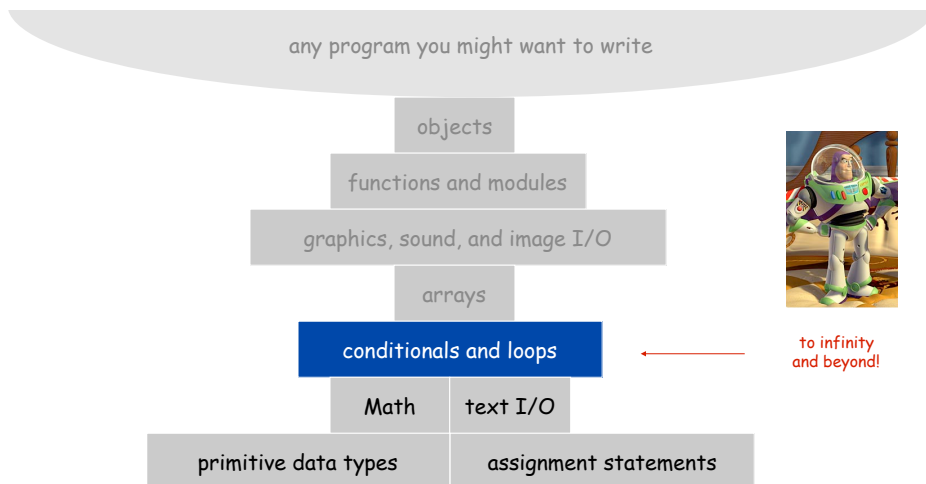 any program you might want to write
objects
functions and modules
graphics, sound, and image I/O
arrays
conditionals and loops
to infinity
and beyond!
Math
text I/O
primitive data types
assignment statements